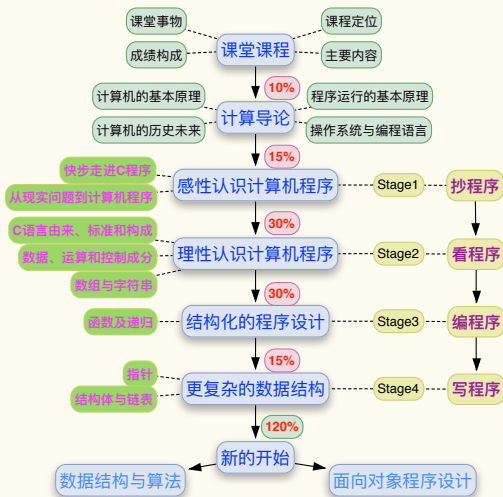 课堂事物
课程定位
课堂课程
成绩构成
主要内容
10%
计算机的基本原理
程序运行的基本原理
计算导论
计算机的历史未来
操作系统与编程语言
15%
快步走进C程序
感性认识计算机程序
Stage1
抄程序
从现实问题到计算机程序
30%
C语言由来、标准和构成
数据、运算和控制成分
理性认识计算机程序
Stage2
看程序
数组与字符串
30%
函数及递归
结构化的程序设计
Stage3
编程序
15%
指针
更复杂的数据结构
Stage4
写程序
结构体与链表
120%
新的开始
数据结构与算法
面向对象程序设计